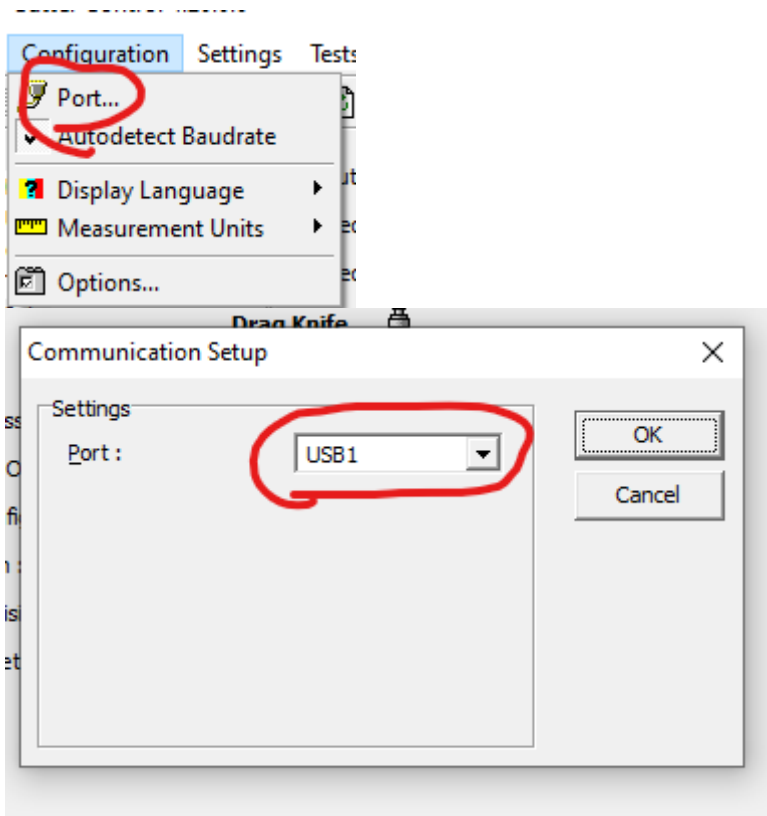 Configuration Settings Tests
Port...
Autodetect Baudrate
Display Language
Measurement Units
Options...
Drag Knife
Communication Setup
Settings
Port :
USB1
OK
Cancel